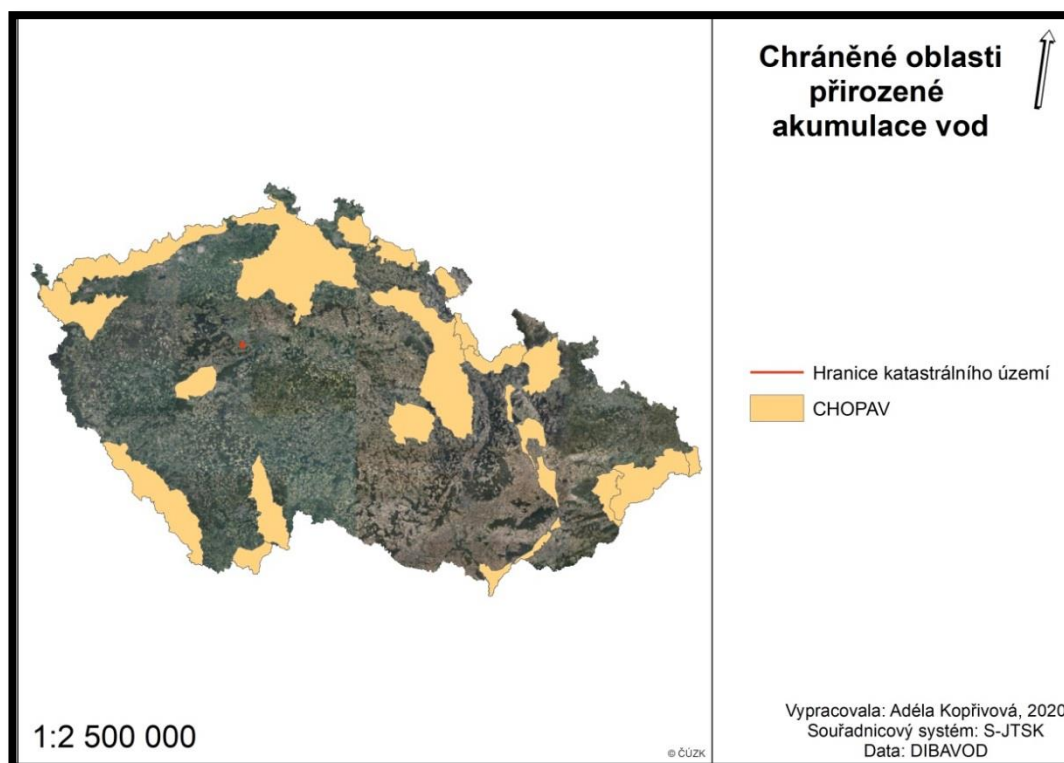 Chráněné oblasti
přirozené
akumulace vod
Hranice katastrálního území
CHOPAV
1:2 500 000
© ČÚZK
Vypracovala: Adéla Kopřivová, 2020
Souřadnicový systém: S-JTSK
Data: DIBAVOD